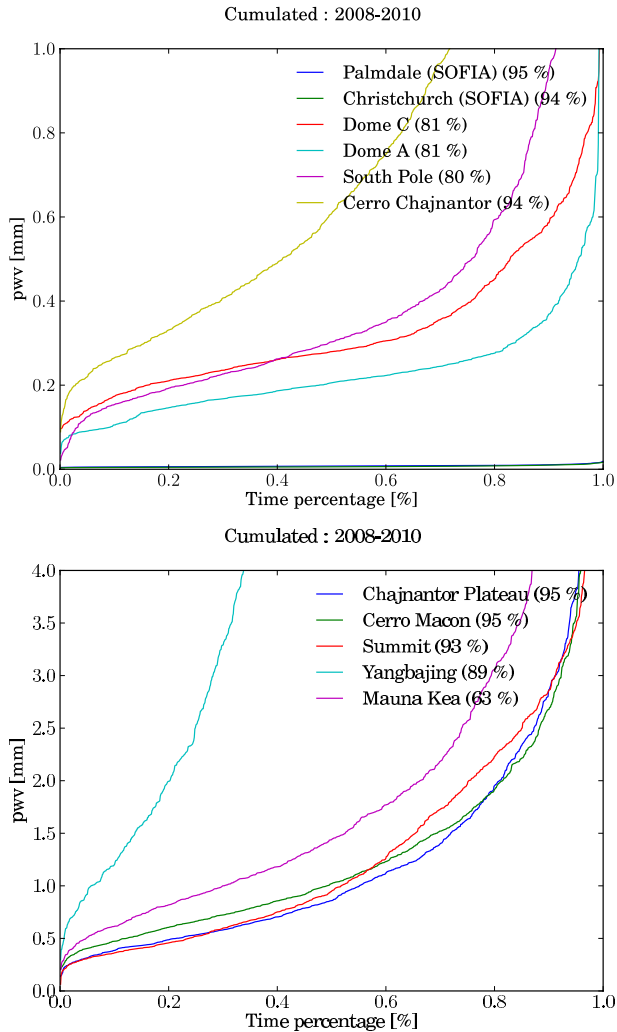 Cumulated : 2008-2010
1.0
Palmdale (SOFIA) (95 %)
Christchurch (SOFIA) (94 %)
Dome C (81 %)
Dome A (81 %)
South Pole (80 %)
Cerro Chajnantor (94 %)
0.8
0.6
0.4
0.2
0.0
pwv [mm]
0.0 0.2 0.4 0.6 0.8 1.0
Time percentage [%]
Cumulated : 2008-2010
4.0
Chajnantor Plateau (95 %)
Cerro Macon (95 %)
Summit (93 %)
Yangbajing (89 %)
Mauna Kea (63 %)
3.5
3.0
2.5
2.0
1.5
1.0
0.5
0.0
pwv [mm]
0.0 0.2 0.4 0.6 0.8 1.0
Time percentage [%]